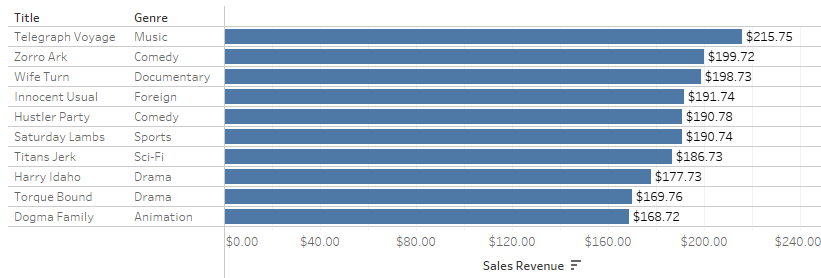 Title Genre
Telegraph Voyage Music $215.75
Zorro Ark Comedy $199.72
Wife Turn Documentary $198.73
Innocent Usual Foreign $191.74
Hustler Party Comedy $190.78
Saturday Lambs Sports $190.74
Titans Jerk Sci-Fi $186.73
Harry Idaho Drama $177.73
Torque Bound Drama $169.76
Dogma Family Animation $168.72
$0.00 $40.00 $80.00 $120.00 $160.00 $200.00 $240.00
Sales Revenue